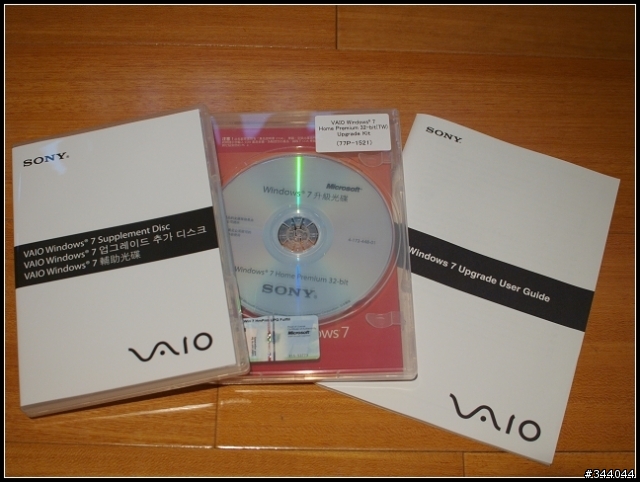 SONY
VAIO Windows® 7 Supplement Disc
VAIO Windows® 7 업그레이드 추가 디스크
VAIO Windows® 7 輔助光碟
VAIO
VAIO Windows® 7
Home Premium 32-bit(TW)
Upgrade Kit
(77P-1521)
Microsoft
Windows® 7 升級光碟
Windows® 7 Home Premium 32-bit
SONY
ows 7
SONY
Windows 7 Upgrade User Guide
VAIO
#344044